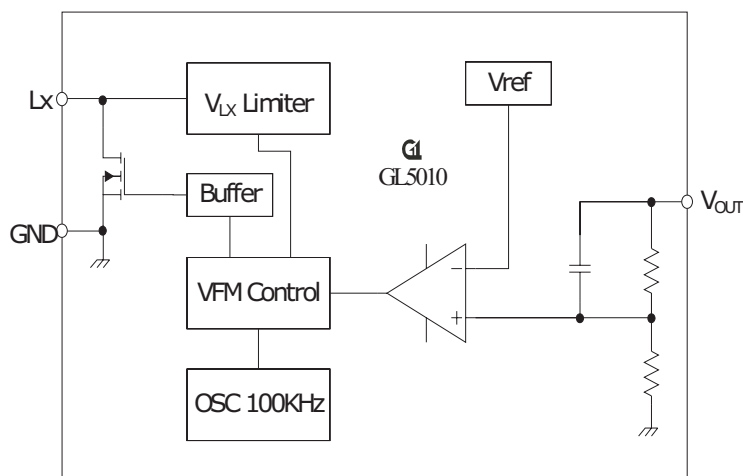 Lx
VLX Limiter
Vref
GL5010
Buffer
VOUT
GND
−
VFM Control
+
OSC 100KHz